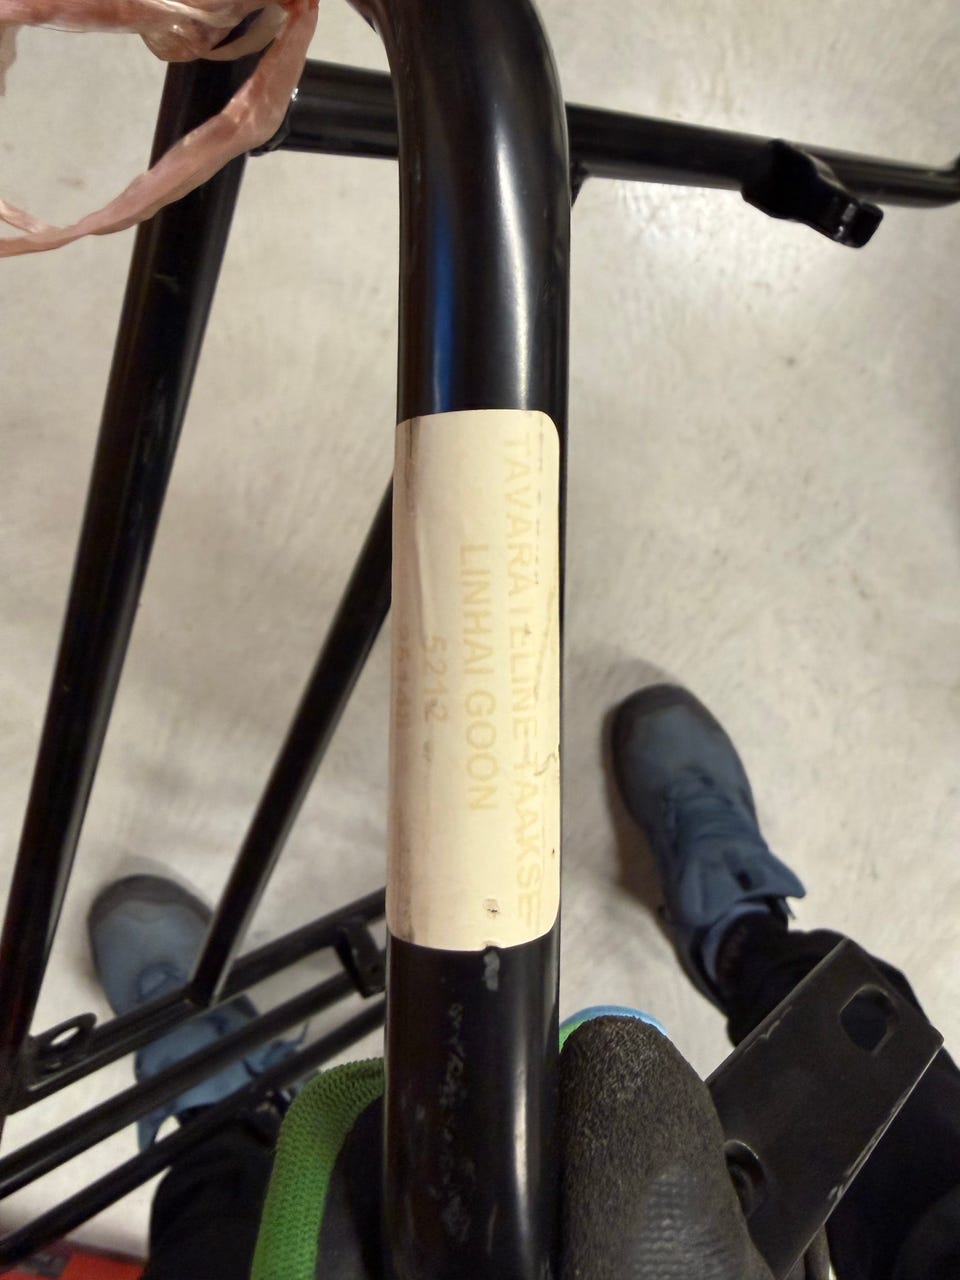 TAVARATELINE TAAKSE
LINHAI GOON
5212